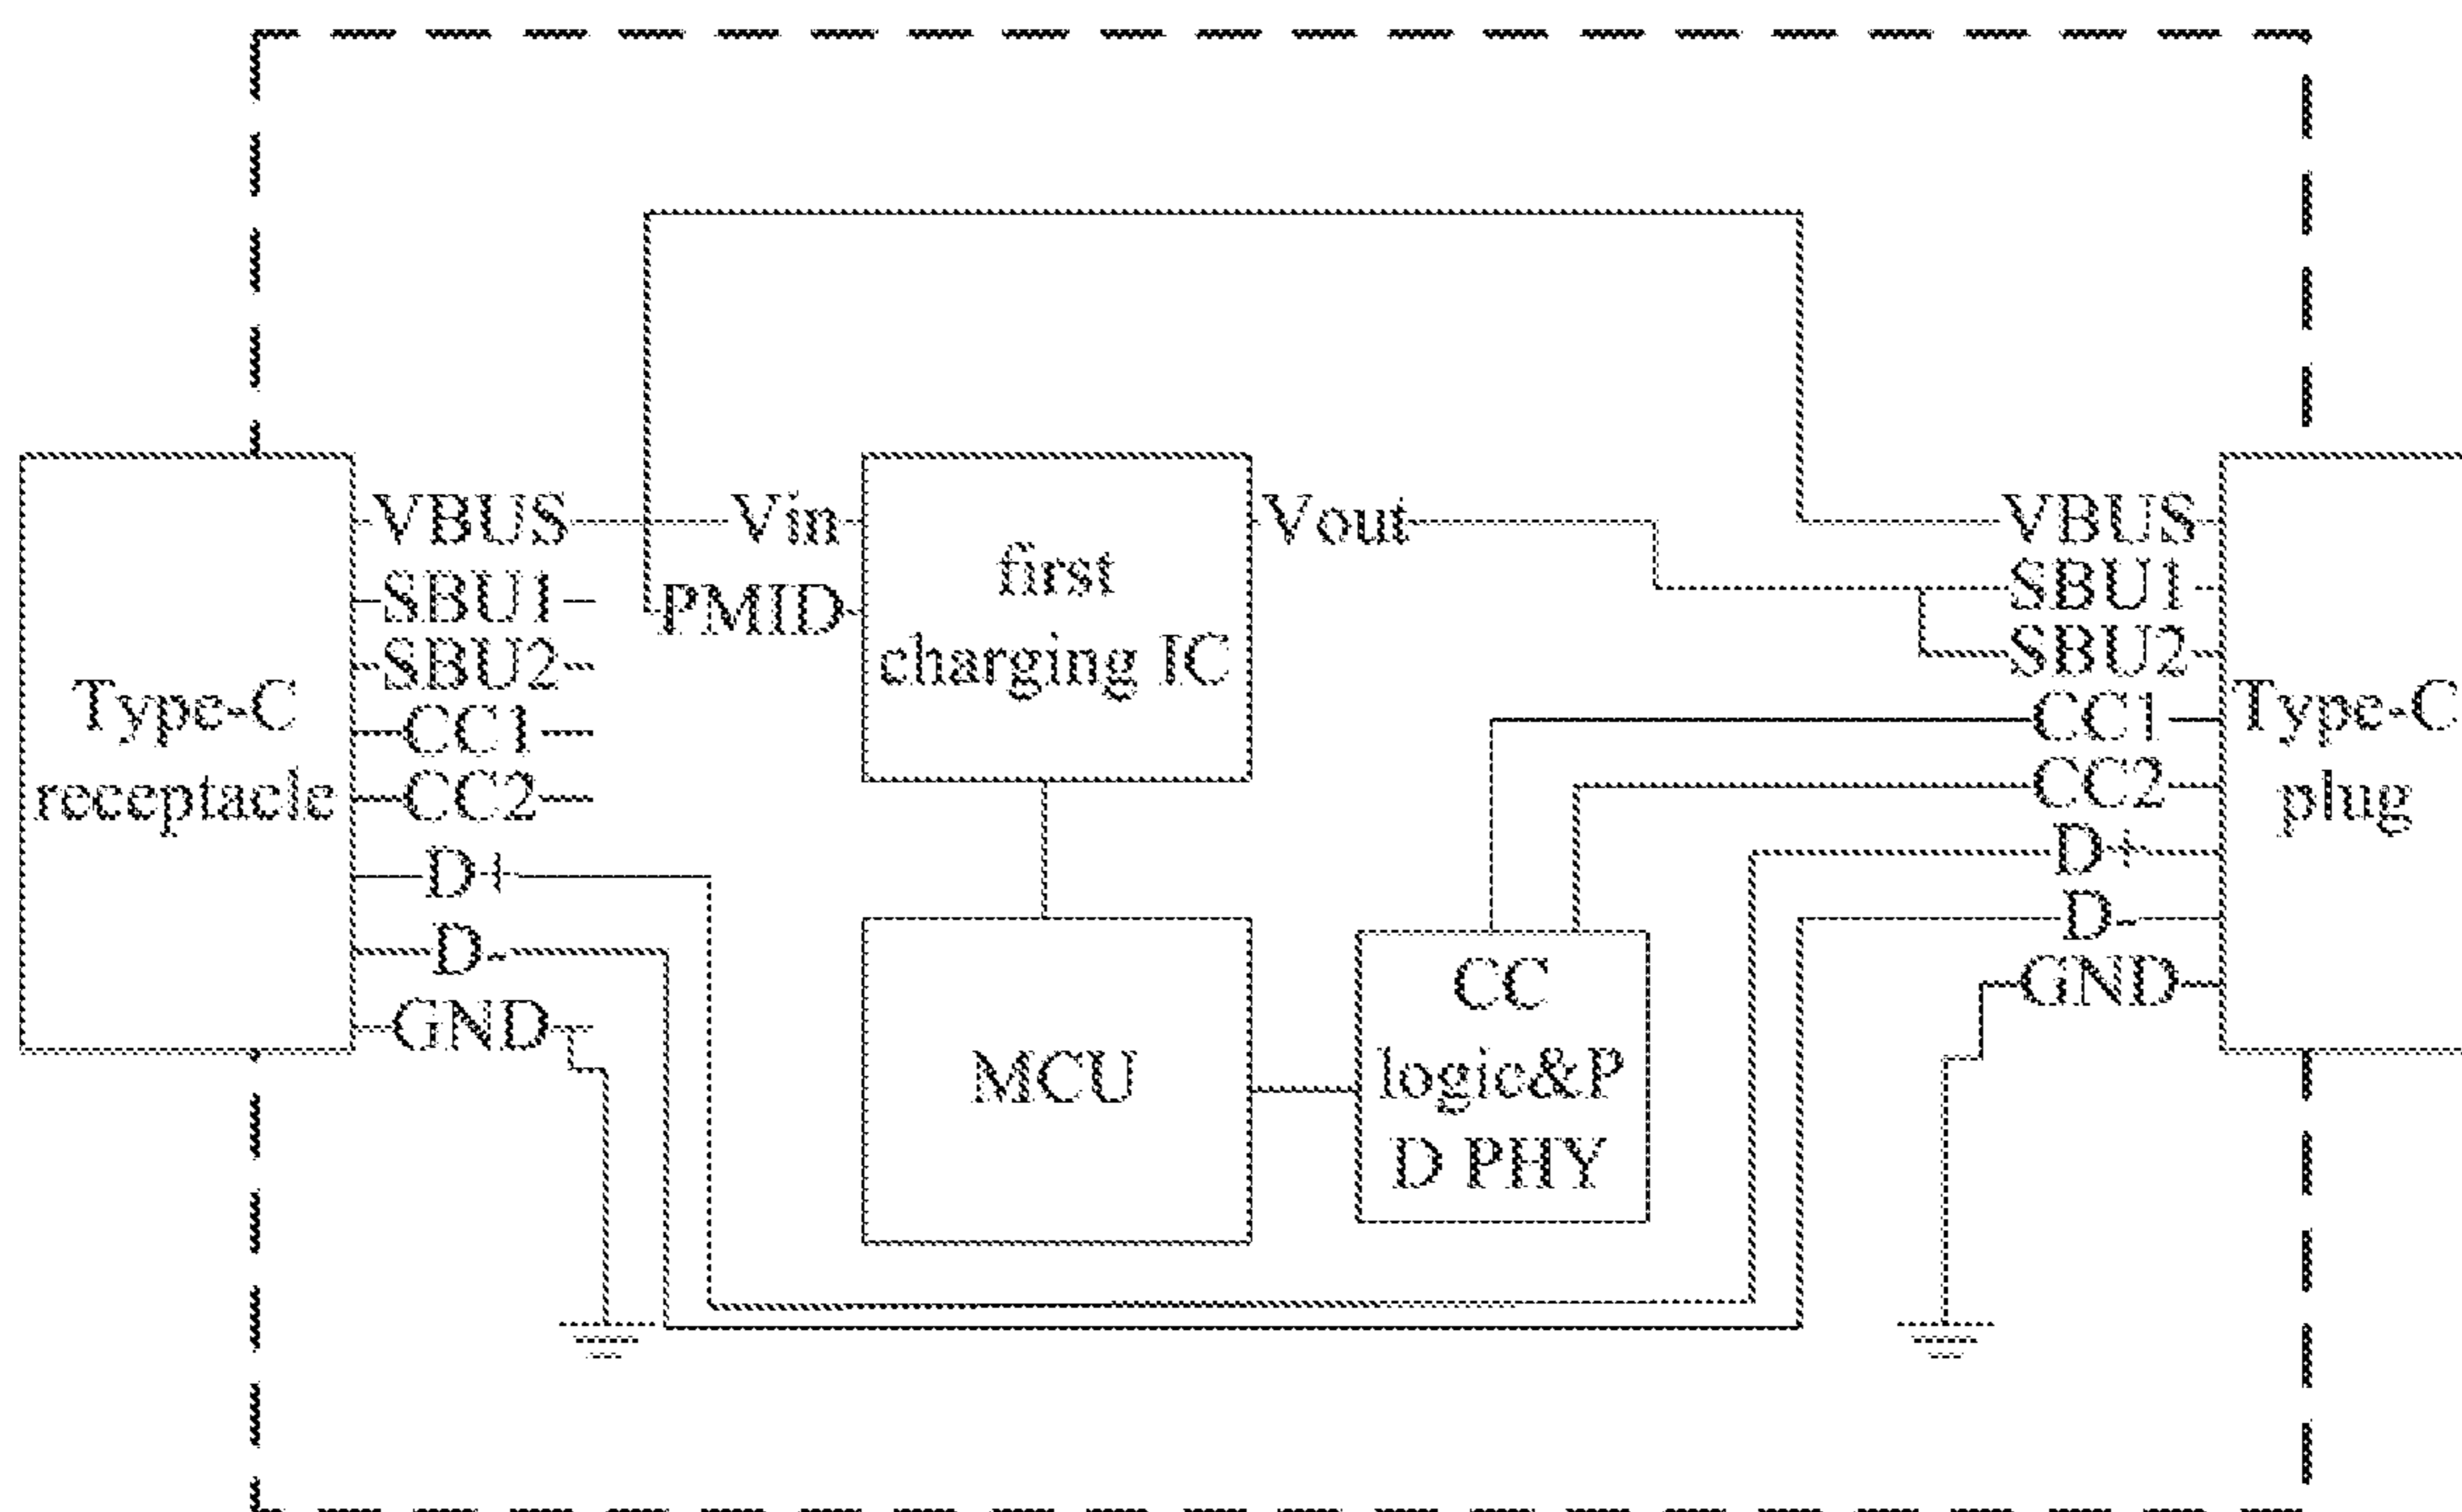 Type-C
receptacle
VBUS
SBU1
SBU2
CC1
CC2
D+
D-
GND
Vin
PMID
first
charging IC
Vout
MCU
CC
logic&P
D PHY
VBUS
SBU1
SBU2
CC1
CC2
D+
D-
GND
Type-C
plug